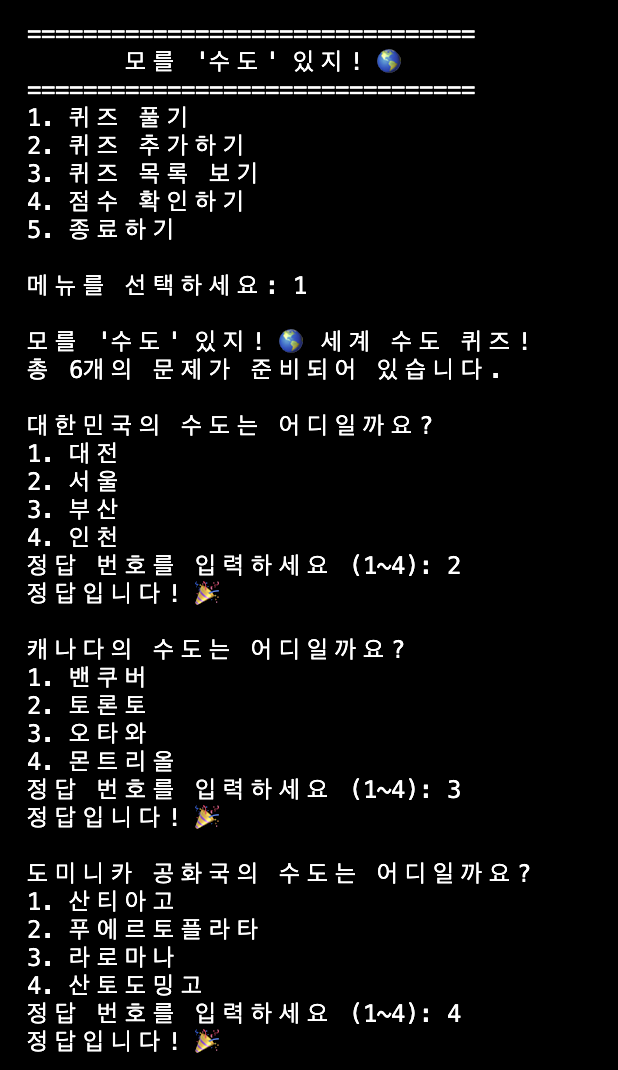 ================================
모를 '수도' 있지! 🌎
================================
1. 퀴즈 풀기
2. 퀴즈 추가하기
3. 퀴즈 목록 보기
4. 점수 확인하기
5. 종료하기
메뉴를 선택하세요: 1
모를 '수도' 있지! 🌎 세계 수도 퀴즈!
총 6개의 문제가 준비되어 있습니다.
대한민국의 수도는 어디일까요?
1. 대전
2. 서울
3. 부산
4. 인천
정답 번호를 입력하세요 (1~4): 2
정답입니다! 🎉
캐나다의 수도는 어디일까요?
1. 밴쿠버
2. 토론토
3. 오타와
4. 몬트리올
정답 번호를 입력하세요 (1~4): 3
정답입니다! 🎉
도미니카 공화국의 수도는 어디일까요?
1. 산티아고
2. 푸에르토플라타
3. 라로마나
4. 산토도밍고
정답 번호를 입력하세요 (1~4): 4
정답입니다! 🎉